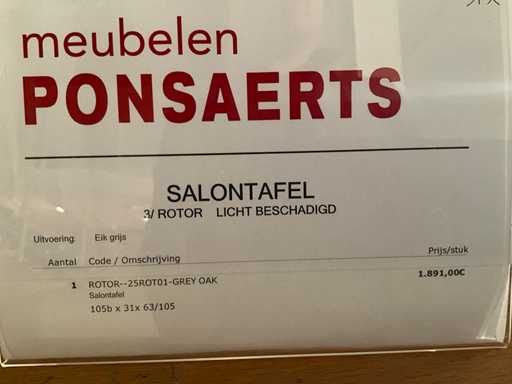 meubelen
PONSAERTS
SALONTAFEL
3/ ROTOR LICHT BESCHADIGD
Uitvoering: Eik grijs
Aantal Code / Omschrijving Prijs/stuk
1 ROTOR--25ROT01-GREY OAK 1.891,00€
Salontafel
105b x 31x 63/105